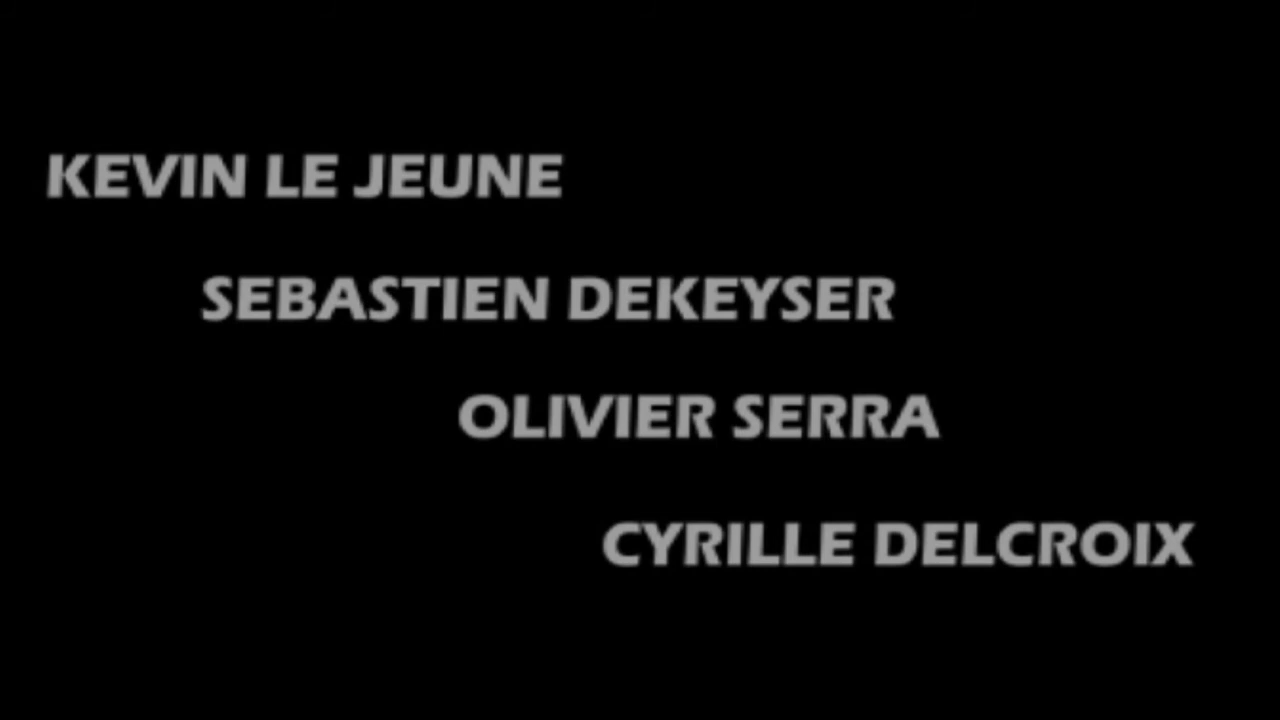 KEVIN LE JEUNE
SEBASTIEN DEKEYSER
OLIVIER SERRA
CYRILLE DELCROIX